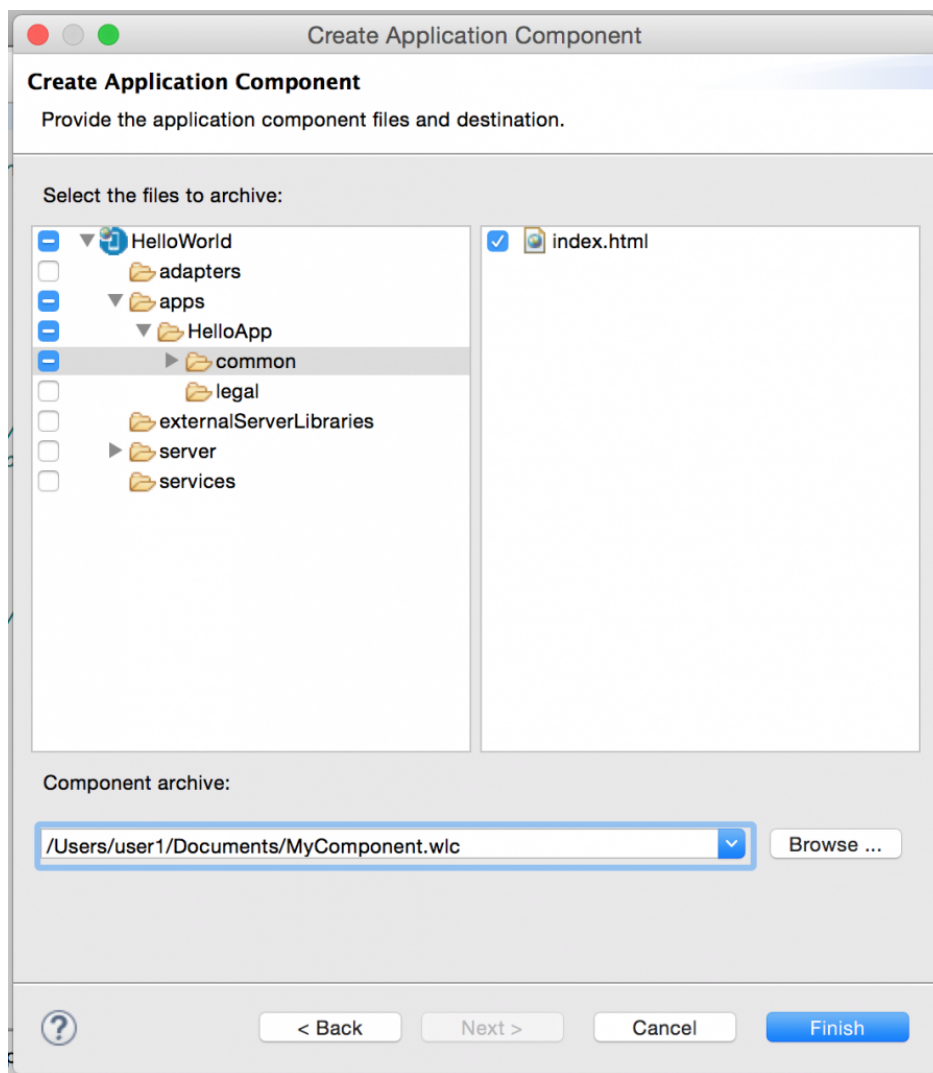 Create Application Component
Create Application Component
Provide the application component files and destination.
Select the files to archive:
HelloWorld
adapters
apps
HelloApp
common
legal
externalServerLibraries
server
services
index.html
Component archive:
/Users/user1/Documents/MyComponent.wlc
Browse ...
?
< Back
Next >
Cancel
Finish